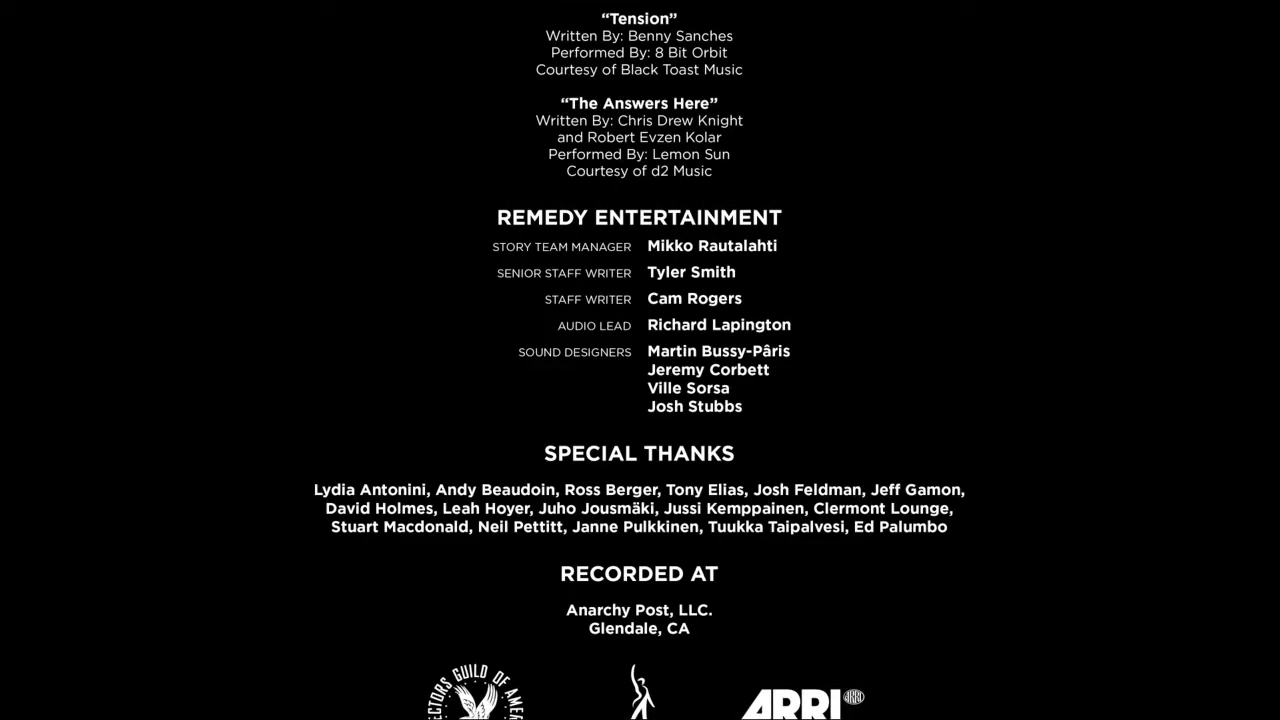 “Tension”
Written By: Benny Sanches
Performed By: 8 Bit Orbit
Courtesy of Black Toast Music
“The Answers Here”
Written By: Chris Drew Knight
and Robert Evzen Kolar
Performed By: Lemon Sun
Courtesy of d2 Music
REMEDY ENTERTAINMENT
STORY TEAM MANAGER Mikko Rautalahti
SENIOR STAFF WRITER Tyler Smith
STAFF WRITER Cam Rogers
AUDIO LEAD Richard Lapington
SOUND DESIGNERS Martin Bussy-Pâris
Jeremy Corbett
Ville Sorsa
Josh Stubbs
SPECIAL THANKS
Lydia Antonini, Andy Beaudoin, Ross Berger, Tony Elias, Josh Feldman, Jeff Gamon,
David Holmes, Leah Hoyer, Juho Jousmäki, Jussi Kemppainen, Clermont Lounge,
Stuart Macdonald, Neil Pettitt, Janne Pulkkinen, Tuukka Taipalvesi, Ed Palumbo
RECORDED AT
Anarchy Post, LLC.
Glendale, CA
GUILD OF
ARRI ARRI